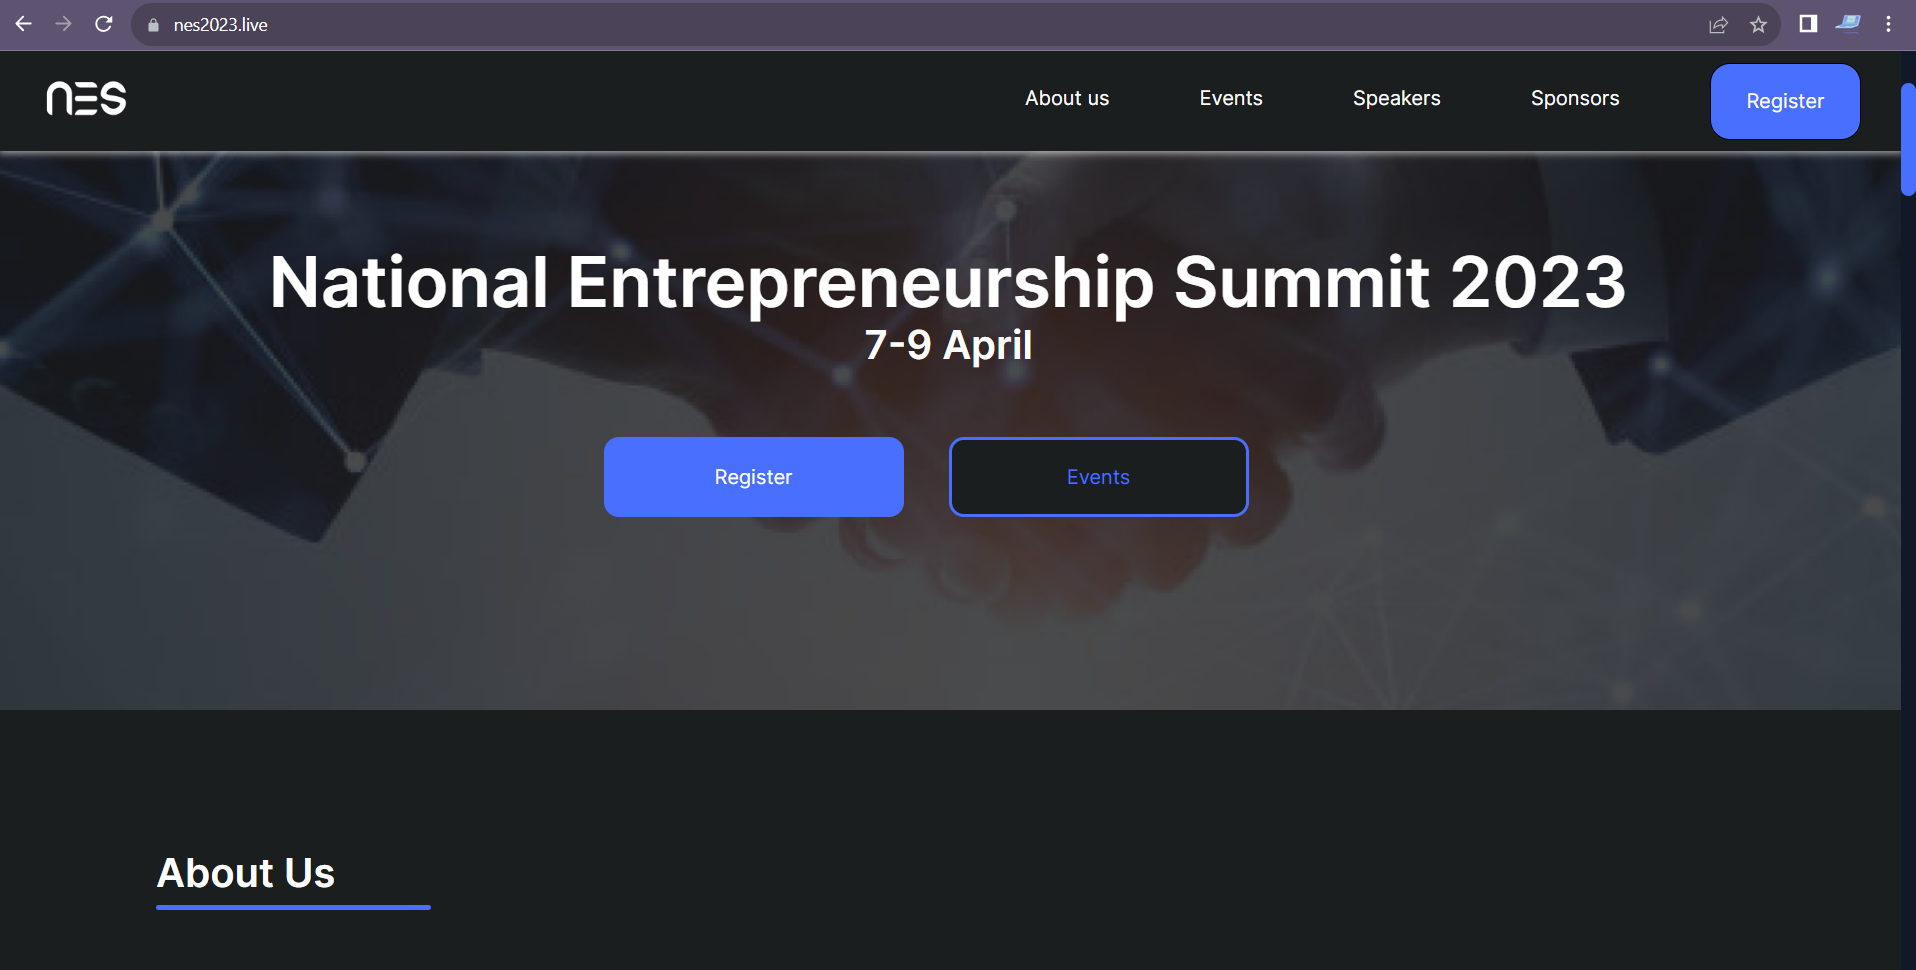 nes2023.live
nes
About us
Events
Speakers
Sponsors
Register
National Entrepreneurship Summit 2023
7-9 April
Register
Events
About Us